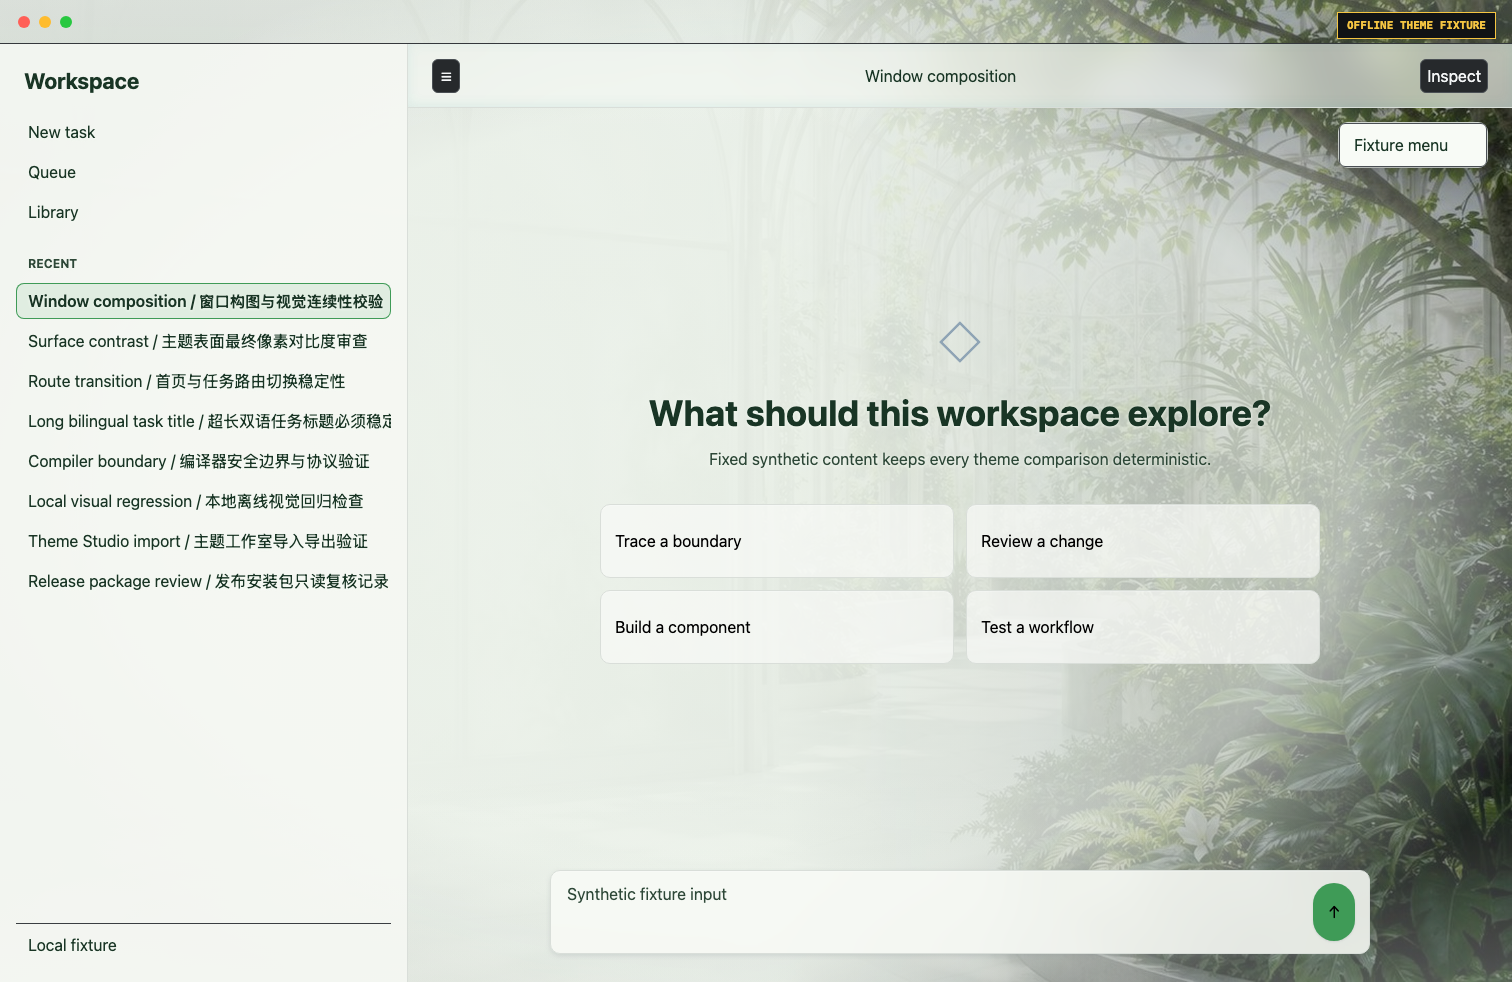 OFFLINE THEME FIXTURE
Workspace
New task
Queue
Library
RECENT
Window composition / 窗口构图与视觉连续性校验
Surface contrast / 主题表面最终像素对比度审查
Route transition / 首页与任务路由切换稳定性
Long bilingual task title / 超长双语任务标题必须稳定
Compiler boundary / 编译器安全边界与协议验证
Local visual regression / 本地离线视觉回归检查
Theme Studio import / 主题工作室导入导出验证
Release package review / 发布安装包只读复核记录
Local fixture
Window composition
Inspect
Fixture menu
What should this workspace explore?
Fixed synthetic content keeps every theme comparison deterministic.
Trace a boundary
Review a change
Build a component
Test a workflow
Synthetic fixture input